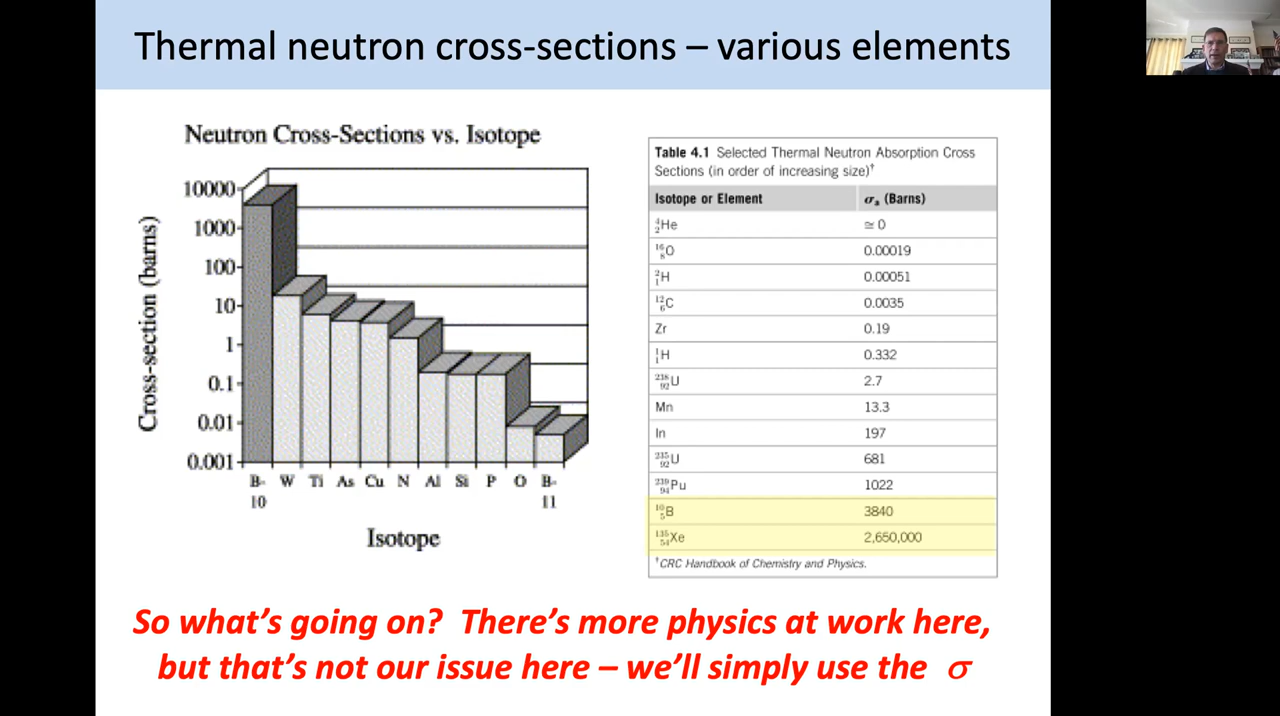 Thermal neutron cross-sections – various elements
Neutron Cross-Sections vs. Isotope
Cross-section (barns)
10000
1000
100
10
1
0.1
0.01
0.001
B-10 W Ti As Cu N Al Si P O B-11
Isotope
Table 4.1 Selected Thermal Neutron Absorption Cross
Sections (in order of increasing size)†
Isotope or Element σa (Barns)
⁴₂He ≃ 0
¹⁶₈O 0.00019
²₁H 0.00051
¹²₆C 0.0035
Zr 0.19
¹₁H 0.332
²³⁸₉₂U 2.7
Mn 13.3
In 197
²³⁵₉₂U 681
²³⁹₉₄Pu 1022
¹⁰₅B 3840
¹³⁵₅₄Xe 2,650,000
†CRC Handbook of Chemistry and Physics.
So what's going on? There's more physics at work here,
but that's not our issue here – we'll simply use the σ